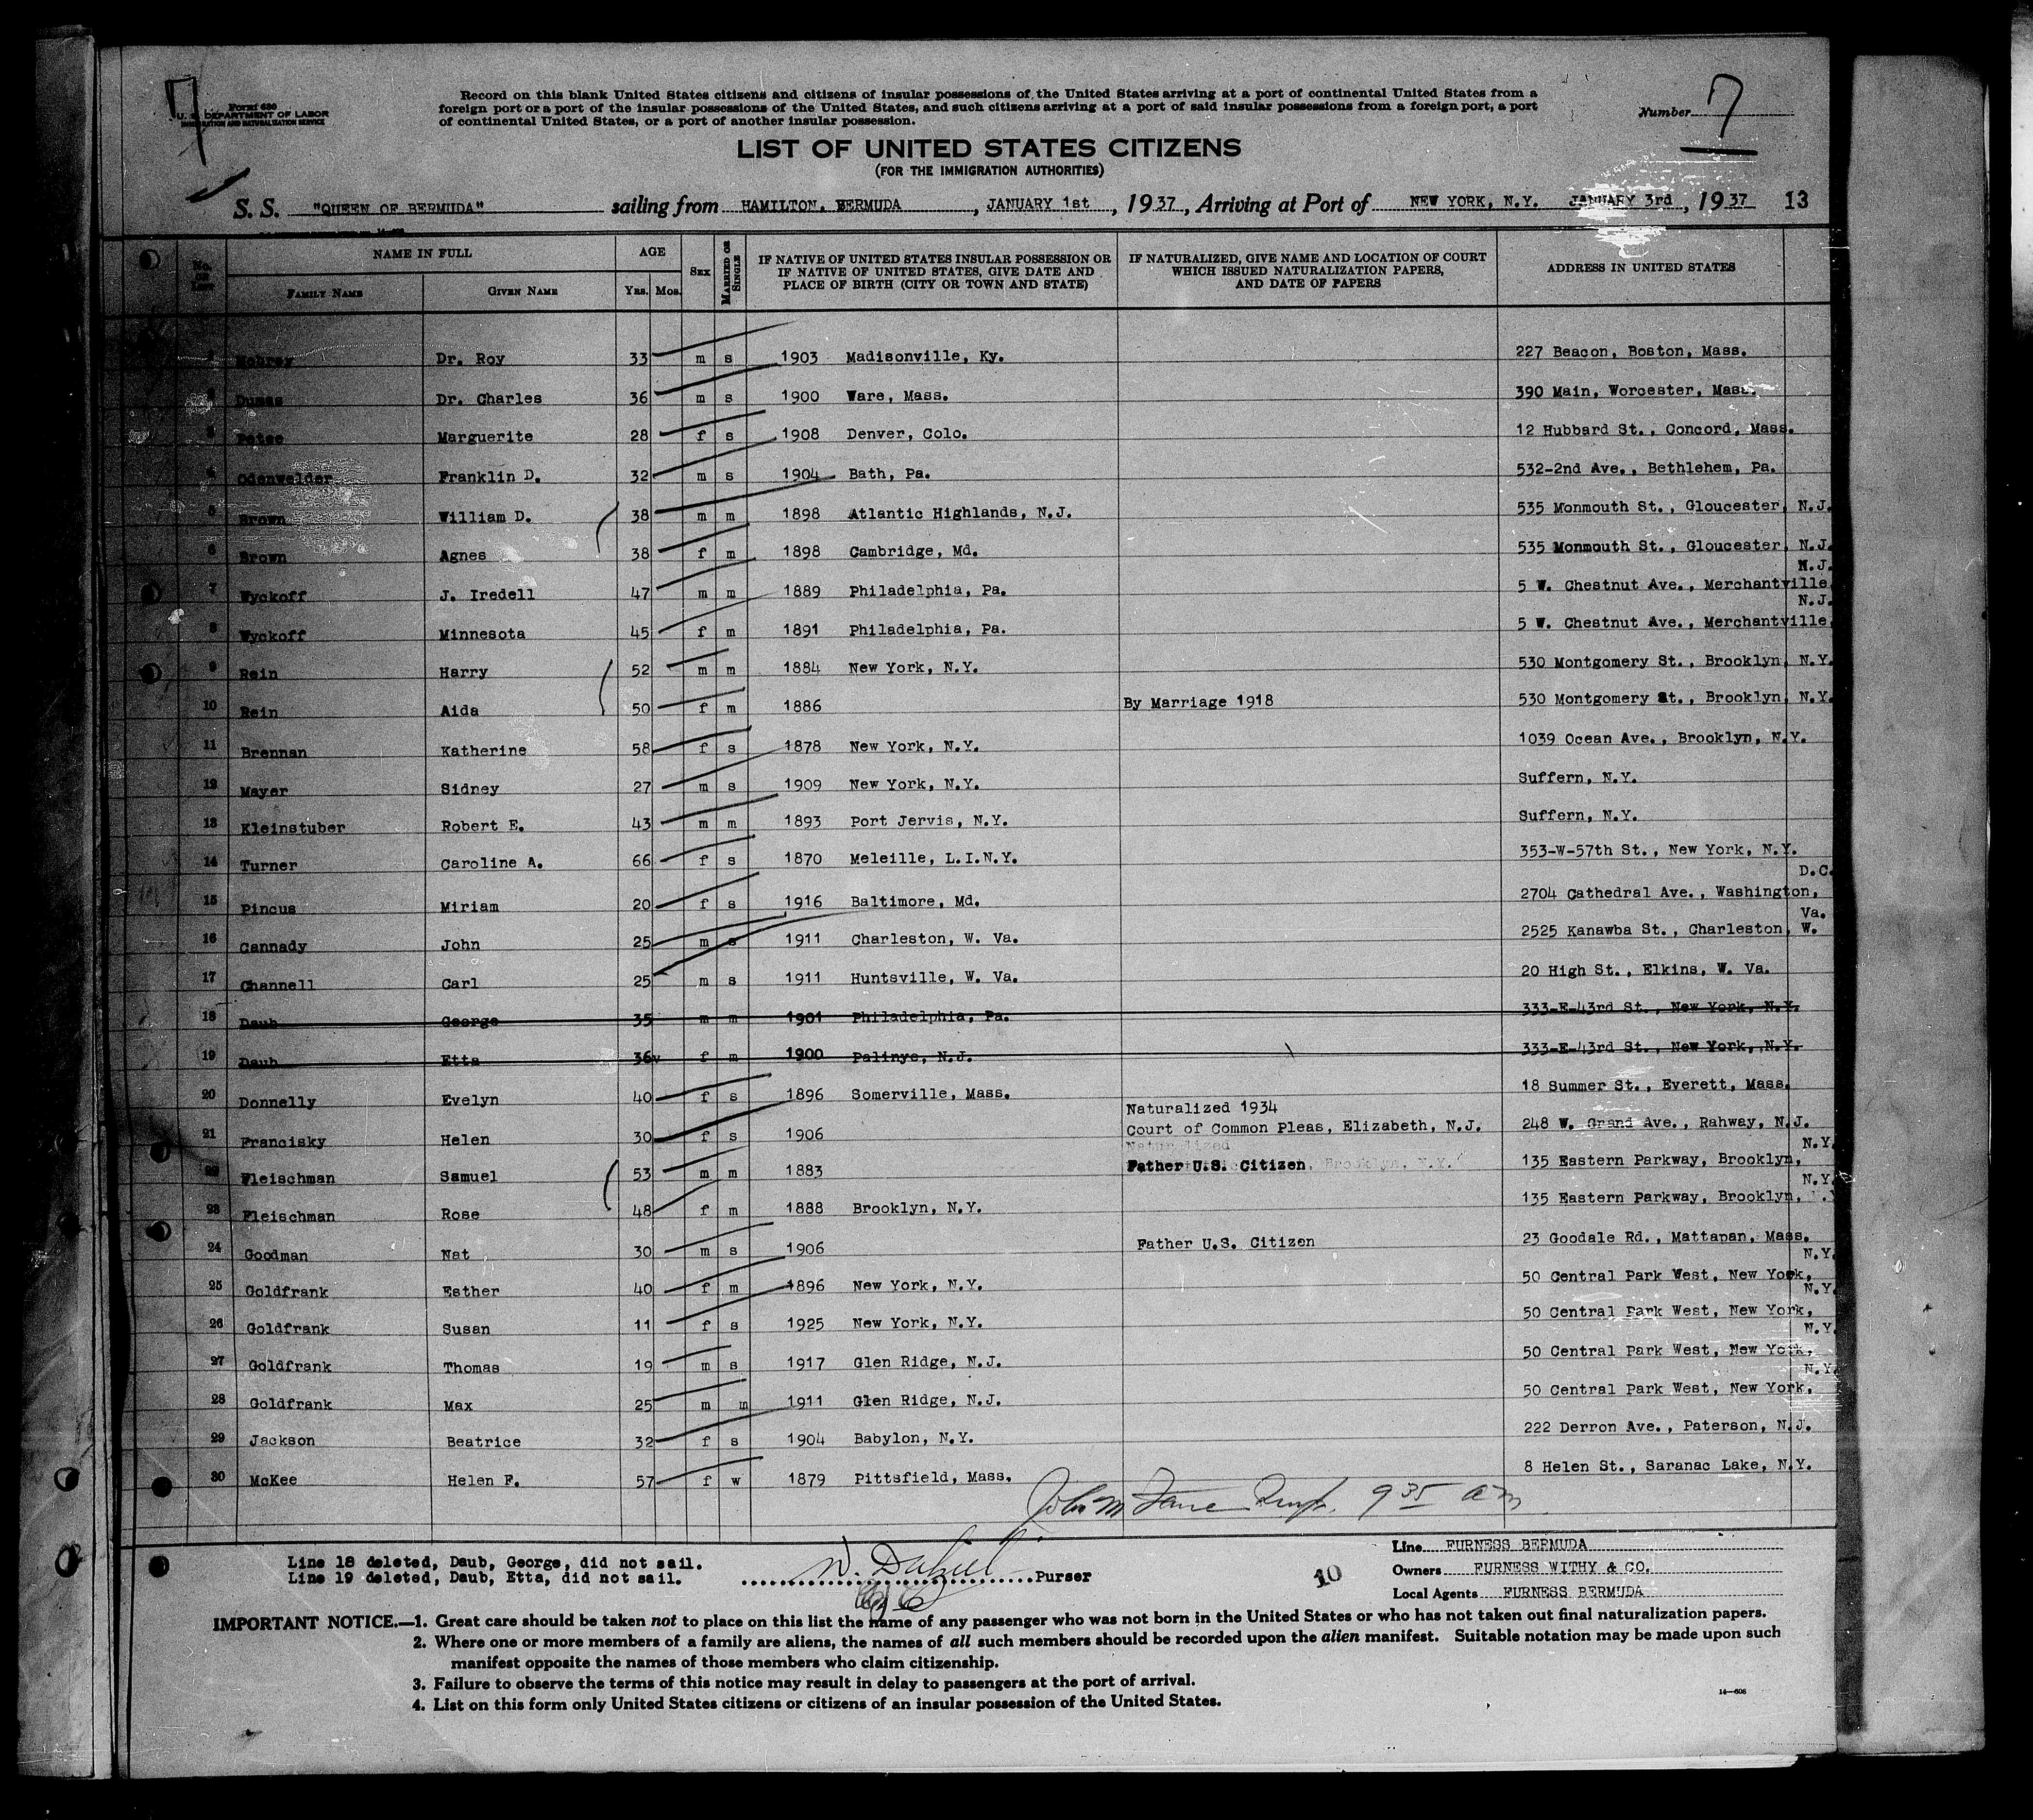 Form 630
U. S. DEPARTMENT OF LABOR
IMMIGRATION AND NATURALIZATION SERVICE
Record on this blank United States citizens and citizens of insular possessions of the United States arriving at a port of continental United States from a
foreign port or a port of the insular possessions of the United States, and such citizens arriving at a port of said insular possessions from a foreign port, a port
of continental United States, or a port of another insular possession.
Number 7
LIST OF UNITED STATES CITIZENS
(FOR THE IMMIGRATION AUTHORITIES)
S. S. "QUEEN OF BERMUDA" sailing from HAMILTON, BERMUDA, JANUARY 1st, 1937, Arriving at Port of NEW YORK, N.Y. JANUARY 3rd, 1937 13
No. on List NAME IN FULL AGE Sex Married or Single IF NATIVE OF UNITED STATES INSULAR POSSESSION OR IF NATIVE OF UNITED STATES, GIVE DATE AND PLACE OF BIRTH (CITY OR TOWN AND STATE) IF NATURALIZED, GIVE NAME AND LOCATION OF COURT WHICH ISSUED NATURALIZATION PAPERS, AND DATE OF PAPERS ADDRESS IN UNITED STATES
Family Name Given Name Yrs. Mos.
Dr. Roy 33 m s 1903 Madisonville, Ky. 227 Beacon, Boston, Mass.
Dumas Dr. Charles 36 m s 1900 Ware, Mass. 390 Main, Worcester, Mass.
3 Marguerite 28 f s 1908 Denver, Colo. 12 Hubbard St., Concord, Mass.
4 Odenwelder Franklin D. 32 m s 1904 Bath, Pa. 532-2nd Ave., Bethlehem, Pa.
5 Brown William D. 38 m m 1898 Atlantic Highlands, N.J. 535 Monmouth St., Gloucester, N.J.
6 Brown Agnes 38 f m 1898 Cambridge, Md. 535 Monmouth St., Gloucester, N.J.
7 Wyckoff J. Iredell 47 m m 1889 Philadelphia, Pa. 5 W. Chestnut Ave., Merchantville, N.J.
8 Wyckoff Minnesota 45 f m 1891 Philadelphia, Pa. 5 W. Chestnut Ave., Merchantville, N.J.
9 Rein Harry 52 m m 1884 New York, N.Y. 530 Montgomery St., Brooklyn, N.Y.
10 Rein Aida 50 f m 1886 By Marriage 1918 530 Montgomery St., Brooklyn, N.Y.
11 Brennan Katherine 58 f s 1878 New York, N.Y. 1039 Ocean Ave., Brooklyn, N.Y.
12 Mayer Sidney 27 m s 1909 New York, N.Y. Suffern, N.Y.
13 Kleinstuber Robert E. 43 m m 1893 Port Jervis, N.Y. Suffern, N.Y.
14 Turner Caroline A. 66 f s 1870 Meleille, L.I.N.Y. 353-W-57th St., New York, N.Y.
15 Pincus Miriam 20 f s 1916 Baltimore, Md. 2704 Cathedral Ave., Washington, D.C.
16 Cannady John 25 m s 1911 Charleston, W. Va. 2525 Kanawba St., Charleston, W. Va.
17 Channell Carl 25 m s 1911 Huntsville, W. Va. 20 High St., Elkins, W. Va.
18 Daub George 35 m m 1901 Philadelphia, Pa. 333-E-43rd St., New York, N.Y.
19 Daub Etta 36 f m 1900 Palinys, N.J. 333-E-43rd St., New York, N.Y.
20 Donnelly Evelyn 40 f s 1896 Somerville, Mass. 18 Summer St., Everett, Mass.
Naturalized 1934
21 Francisky Helen 30 f s 1906 Court of Common Pleas, Elizabeth, N.J. 248 W. Grand Ave., Rahway, N.J.
22 Fleischman Samuel 53 m m 1883 Father U.S. Citizen 135 Eastern Parkway, Brooklyn, N.Y.
23 Fleischman Rose 48 f m 1888 Brooklyn, N.Y. 135 Eastern Parkway, Brooklyn, N.Y.
24 Goodman Nat 30 m s 1906 Father U.S. Citizen 23 Goodale Rd., Mattapan, Mass.
25 Goldfrank Esther 40 f m 1896 New York, N.Y. 50 Central Park West, New York, N.Y.
26 Goldfrank Susan 11 f s 1925 New York, N.Y. 50 Central Park West, New York, N.Y.
27 Goldfrank Thomas 19 m s 1917 Glen Ridge, N.J. 50 Central Park West, New York, N.Y.
28 Goldfrank Max 25 m m 1911 Glen Ridge, N.J. 50 Central Park West, New York, N.Y.
29 Jackson Beatrice 32 f s 1904 Babylon, N.Y. 222 Derron Ave., Paterson, N.J.
30 McKee Helen F. 57 f w 1879 Pittsfield, Mass. 8 Helen St., Saranac Lake, N.Y.
John M 9 35 am
Line 18 deleted, Daub, George, did not sail.
Line 19 deleted, Daub, Etta, did not sail.
Purser
10
Line FURNESS BERMUDA
Owners FURNESS WITHY & CO.
Local Agents FURNESS BERMUDA
IMPORTANT NOTICE.—1. Great care should be taken not to place on this list the name of any passenger who was not born in the United States or who has not taken out final naturalization papers.
2. Where one or more members of a family are aliens, the names of all such members should be recorded upon the alien manifest. Suitable notation may be made upon such
manifest opposite the names of those members who claim citizenship.
3. Failure to observe the terms of this notice may result in delay to passengers at the port of arrival.
4. List on this form only United States citizens or citizens of an insular possession of the United States.
14—606